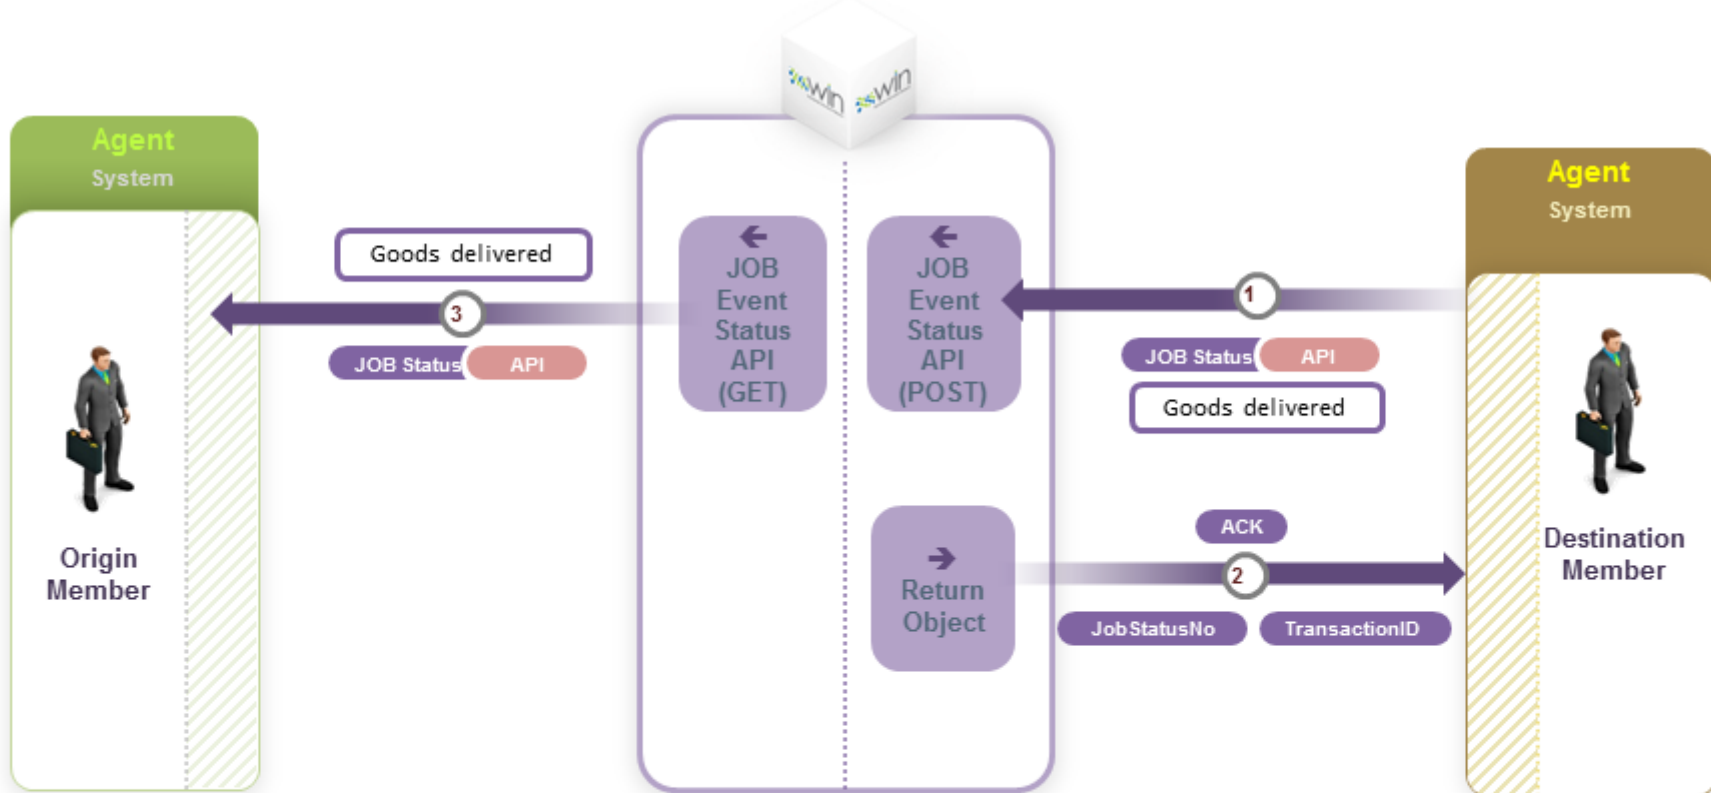 win win
Agent
System
Origin
Member
Goods delivered
3
JOB Status API
←
JOB
Event
Status
API
(GET)
←
JOB
Event
Status
API
(POST)
→
Return
Object
1
JOB Status API
Goods delivered
ACK
2
JobStatusNo TransactionID
Agent
System
Destination
Member